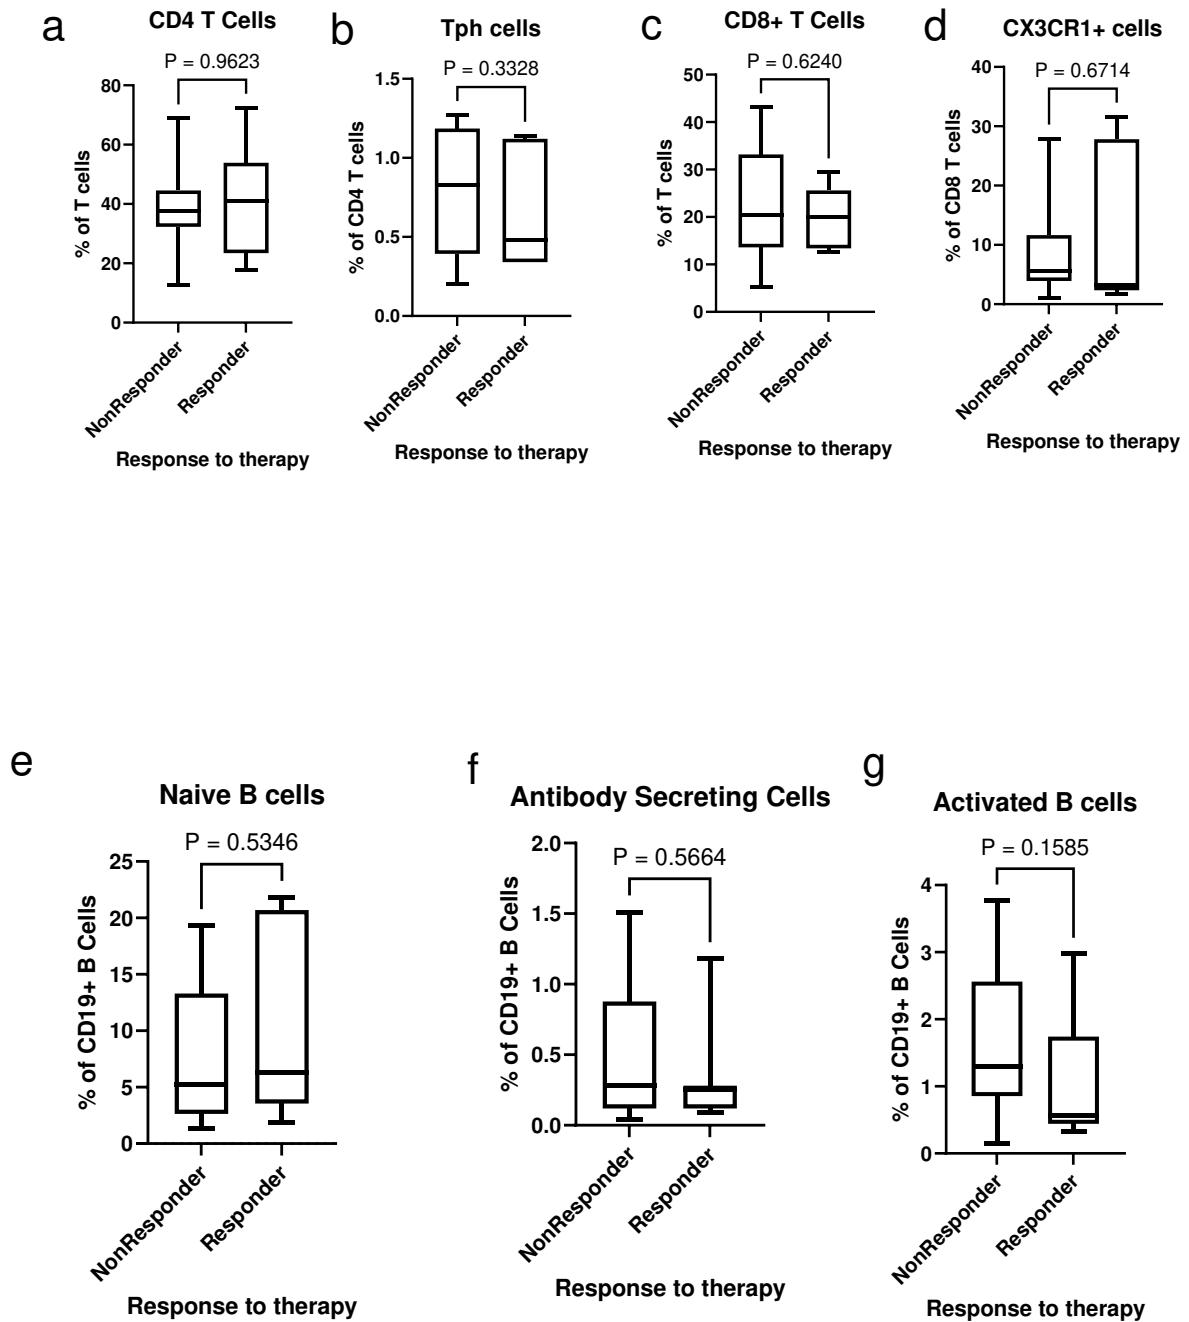 a
CD4 T Cells
P = 0.9623
80
60
40
20
0
% of T cells
NonResponder
Responder
Response to therapy
b
Tph cells
P = 0.3328
1.5
1.0
0.5
0.0
% of CD4 T cells
NonResponder
Responder
Response to therapy
c
CD8+ T Cells
P = 0.6240
50
40
30
20
10
0
% of T cells
NonResponder
Responder
Response to therapy
d
CX3CR1+ cells
P = 0.6714
40
30
20
10
0
% of CD8 T cells
NonResponder
Responder
Response to therapy
e
Naive B cells
P = 0.5346
25
20
15
10
5
0
% of CD19+ B Cells
NonResponder
Responder
Response to therapy
f
Antibody Secreting Cells
P = 0.5664
2.0
1.5
1.0
0.5
0.0
% of CD19+ B Cells
NonResponder
Responder
Response to therapy
g
Activated B cells
P = 0.1585
4
3
2
1
0
% of CD19+ B Cells
NonResponder
Responder
Response to therapy